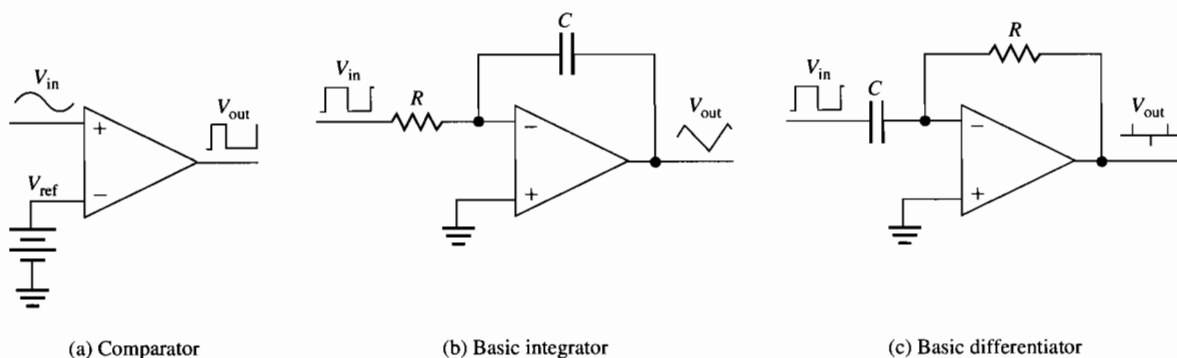 V_in
V_out
+
V_ref
−
(a) Comparator
C
V_in
R
−
V_out
+
(b) Basic integrator
R
V_in
C
−
V_out
+
(c) Basic differentiator